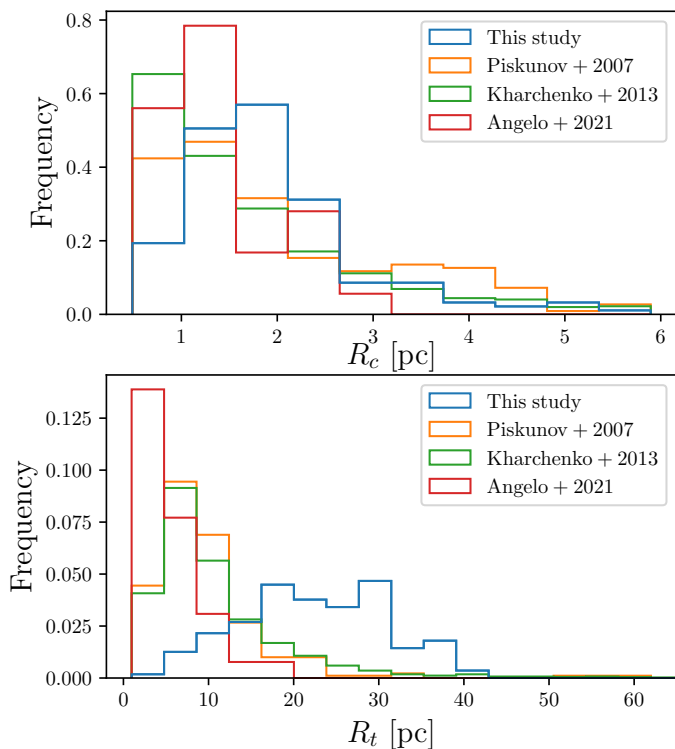 0.8
0.6
0.4
0.2
0.0
Frequency
This study
Piskunov + 2007
Kharchenko + 2013
Angelo + 2021
1 2 3 4 5 6
R_c [pc]
0.125
0.100
0.075
0.050
0.025
0.000
Frequency
This study
Piskunov + 2007
Kharchenko + 2013
Angelo + 2021
0 10 20 30 40 50 60
R_t [pc]